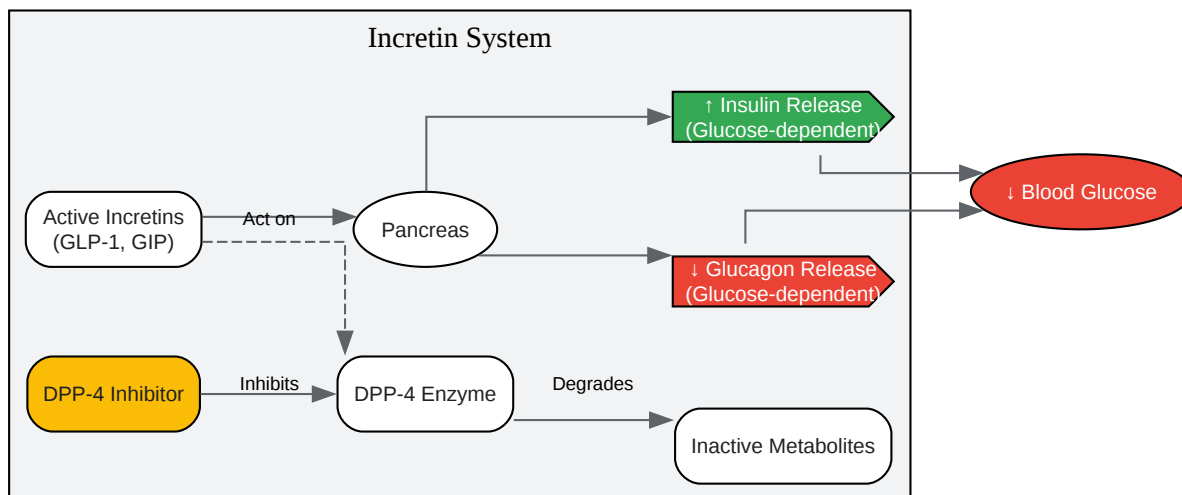 Incretin System
↑ Insulin Release
(Glucose-dependent)
Active Incretins
(GLP-1, GIP)
Act on
Pancreas
↓ Blood Glucose
↓ Glucagon Release
(Glucose-dependent)
DPP-4 Inhibitor
Inhibits
DPP-4 Enzyme
Degrades
Inactive Metabolites